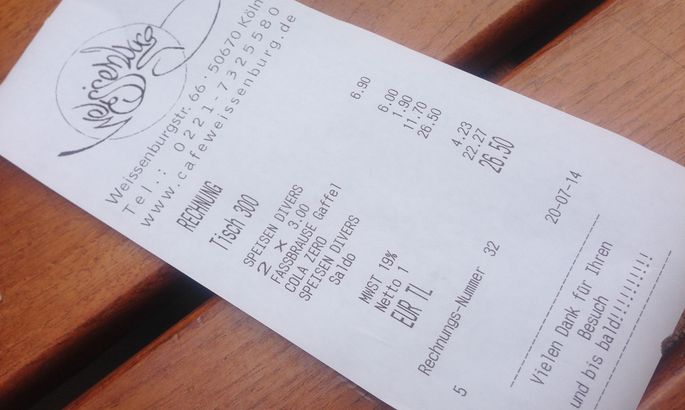 Weissenburg
Weissenburgstr. 66 · 50670 Köln
Tel.: 0221-7325580
www.cafeweissenburg.de
RECHNUNG
Tisch 300
SPEISEN DIVERS 6.90
2 × 3.00
FASSBRAUSE Gaffel 6.00
COLA ZERO 1.90
SPEISEN DIVERS 11.70
Saldo 26.50
MWST 19% 4.23
Netto 1 22.27
EUR TL 26.50
Rechnungs-Nummer 32 20-07-14
5
Vielen Dank für Ihren
Besuch
und bis bald!!!!!!!!!!